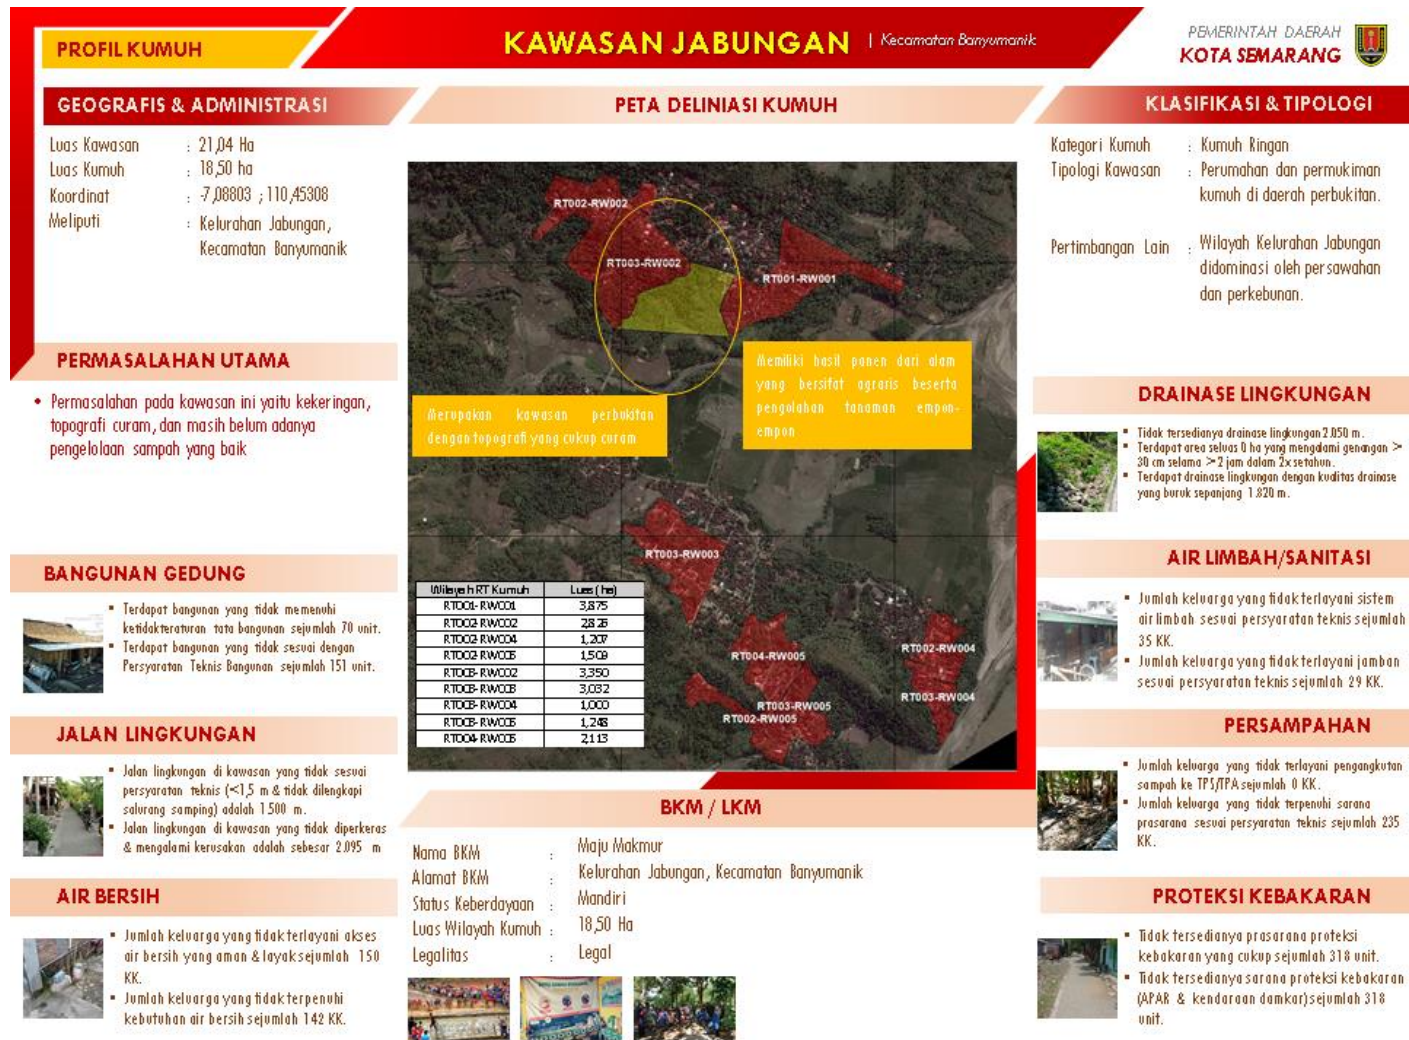 PROFIL KUMUH
KAWASAN JABUNGAN | Kecamatan Banyumanik
PEMERINTAH DAERAH
KOTA SEMARANG
GEOGRAFIS & ADMINISTRASI
Luas Kawasan : 21,04 Ha
Luas Kumuh : 18,50 ha
Koordinat : -7,08803 ; 110,45308
Meliputi : Kelurahan Jabungan,
Kecamatan Banyumanik
PERMASALAHAN UTAMA
• Permasalahan pada kawasan ini yaitu kekeringan,
topografi curam, dan masih belum adanya
pengelolaan sampah yang baik
BANGUNAN GEDUNG
▪ Terdapat bangunan yang tidak memenuhi
ketidakteraturan tata bangunan sejumlah 70 unit.
▪ Terdapat bangunan yang tidak sesuai dengan
Persyaratan Teknis Bangunan sejumlah 151 unit.
JALAN LINGKUNGAN
▪ Jalan lingkungan di kawasan yang tidak sesuai
persyaratan teknis (<1,5 m & tidak dilengkapi
salurang samping) adalah 1.500 m.
▪ Jalan lingkungan di kawasan yang tidak diperkeras
& mengalami kerusakan adalah sebesar 2.095 m
AIR BERSIH
▪ Jumlah keluarga yang tidak terlayani akses
air bersih yang aman & layak sejumlah 150
KK.
▪ Jumlah keluarga yang tidak terpenuhi
kebutuhan air bersih sejumlah 142 KK.
PETA DELINIASI KUMUH
RT002-RW002
RT003-RW002
RT001-RW001
Memiliki hasil panen dari alam
yang bersifat agraris beserta
pengolahan tanaman empon-
empon
Merupakan kawasan perbukitan
dengan topografi yang cukup curam
RT003-RW003
RT004-RW005
RT002-RW004
RT003-RW004
RT003-RW005
RT002-RW005
Wilayah RT Kumuh Luas (ha)
RT001-RW001 3,875
RT002-RW002 2,826
RT002-RW004 1,207
RT002-RW005 1,509
RT003-RW002 3,350
RT003-RW003 3,032
RT003-RW004 1,000
RT003-RW005 1,248
RT004-RW005 2,113
BKM / LKM
Nama BKM : Maju Makmur
Alamat BKM : Kelurahan Jabungan, Kecamatan Banyumanik
Status Keberdayaan : Mandiri
Luas Wilayah Kumuh : 18,50 Ha
Legalitas : Legal
KLASIFIKASI & TIPOLOGI
Kategori Kumuh : Kumuh Ringan
Tipologi Kawasan : Perumahan dan permukiman
kumuh di daerah perbukitan.
Pertimbangan Lain : Wilayah Kelurahan Jabungan
didominasi oleh persawahan
dan perkebunan.
DRAINASE LINGKUNGAN
▪ Tidak tersedianya drainase lingkungan 2.050 m.
▪ Terdapat area seluas 0 ha yang mengalami genangan >
30 cm selama > 2 jam dalam 2x setahun.
▪ Terdapat drainase lingkungan dengan kualitas drainase
yang buruk sepanjang 1.820 m.
AIR LIMBAH/SANITASI
▪ Jumlah keluarga yang tidak terlayani sistem
air limbah sesuai persyaratan teknis sejumlah
35 KK.
▪ Jumlah keluarga yang tidak terlayani jamban
sesuai persyaratan teknis sejumlah 29 KK.
PERSAMPAHAN
▪ Jumlah keluarga yang tidak terlayani pengangkutan
sampah ke TPS/TPA sejumlah 0 KK.
▪ Jumlah keluarga yang tidak terpenuhi sarana
prasarana sesuai persyaratan teknis sejumlah 235
KK.
PROTEKSI KEBAKARAN
▪ Tidak tersedianya prasarana proteksi
kebakaran yang cukup sejumlah 318 unit.
▪ Tidak tersedianya sarana proteksi kebakaran
(APAR & kendaraan damkar) sejumlah 318
unit.